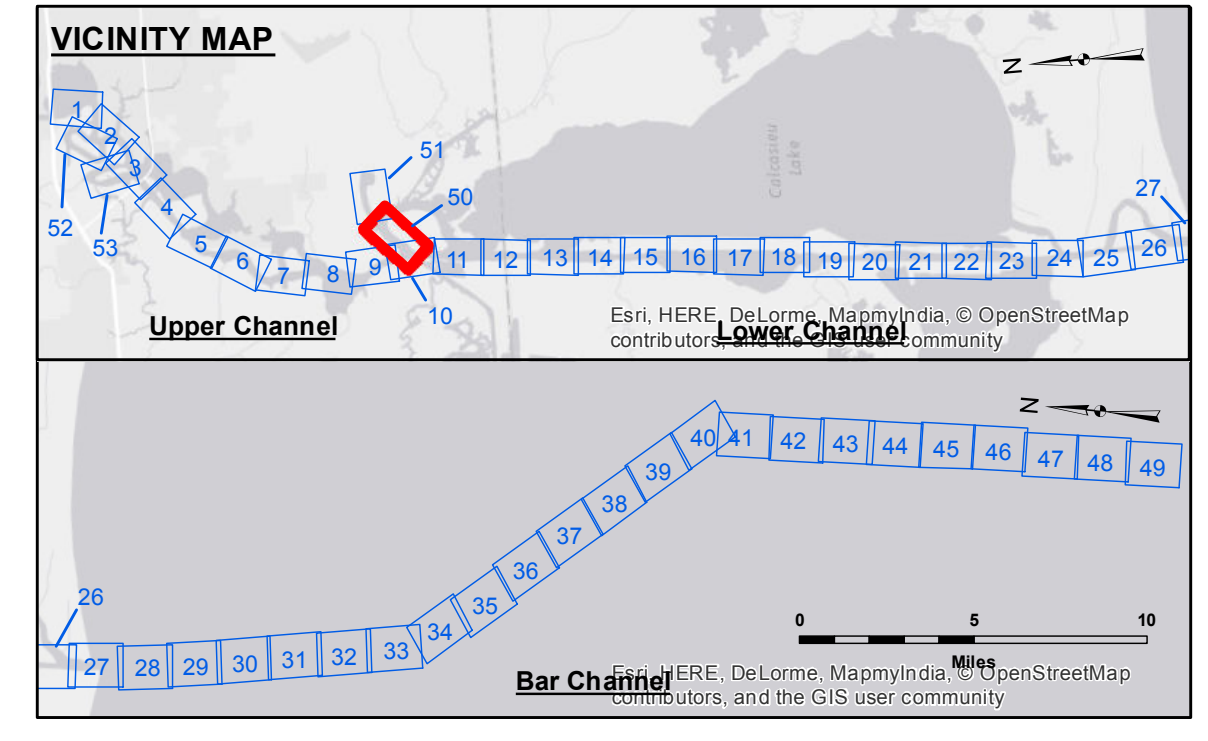 VICINITY MAP
N
1
2
3
4
5
6
7
8
9
10
11 12 13 14 15 16 17 18 19 20 21 22 23 24 25 26
27
50
51
52
53
Calcasieu
Lake
Upper Channel
Lower Channel
Esri, HERE, DeLorme, MapmyIndia, © OpenStreetMap
contributors, and the GIS user community
N
26
27 28 29 30 31 32 33
34
35
36
37
38
39
40 41 42 43 44 45 46 47 48 49
0 5 10
Miles
Bar Channel
Esri, HERE, DeLorme, MapmyIndia, © OpenStreetMap
contributors, and the GIS user community